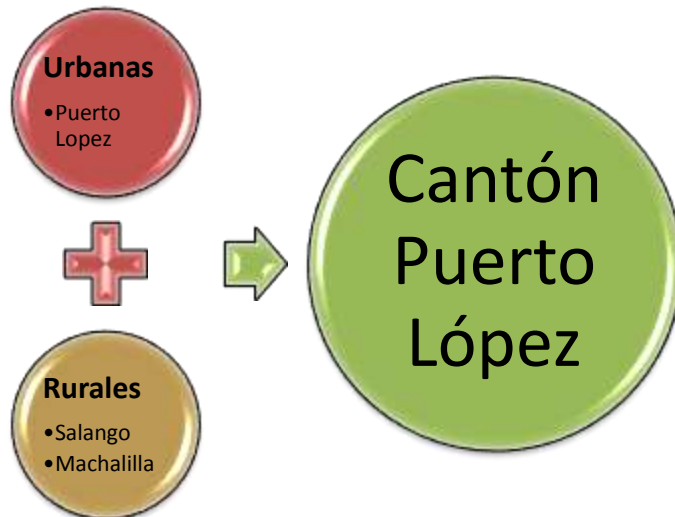 Urbanas
•Puerto
Lopez
Rurales
•Salango
•Machalilla
Cantón
Puerto
López